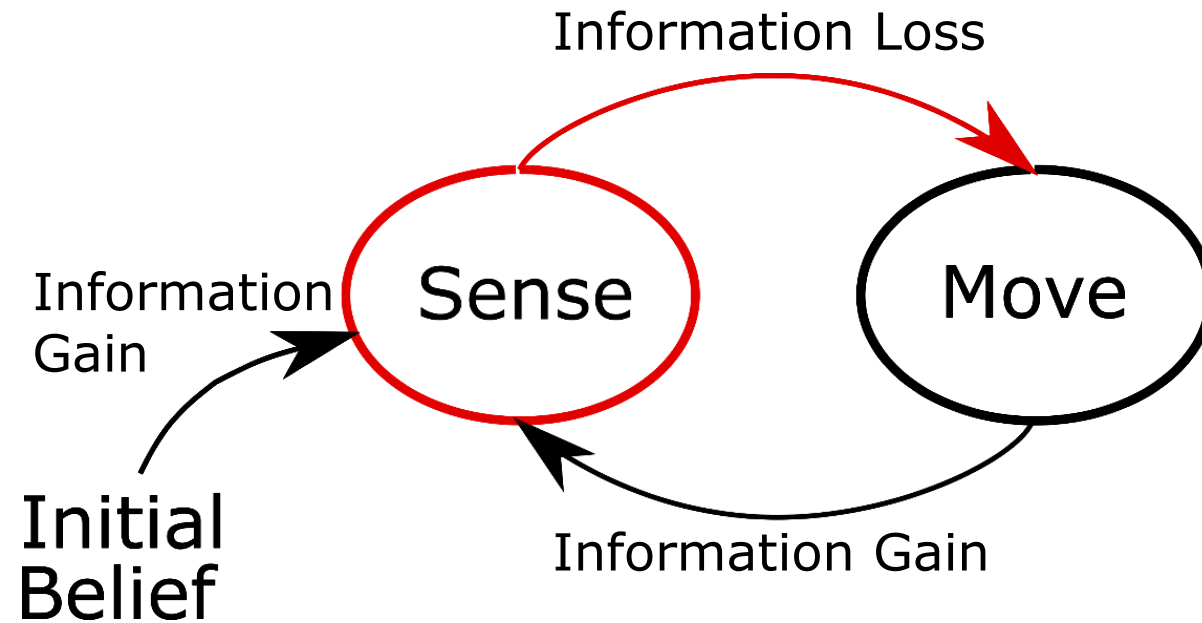 Information Loss
Sense
Move
Information
Gain
Initial
Belief
Information Gain